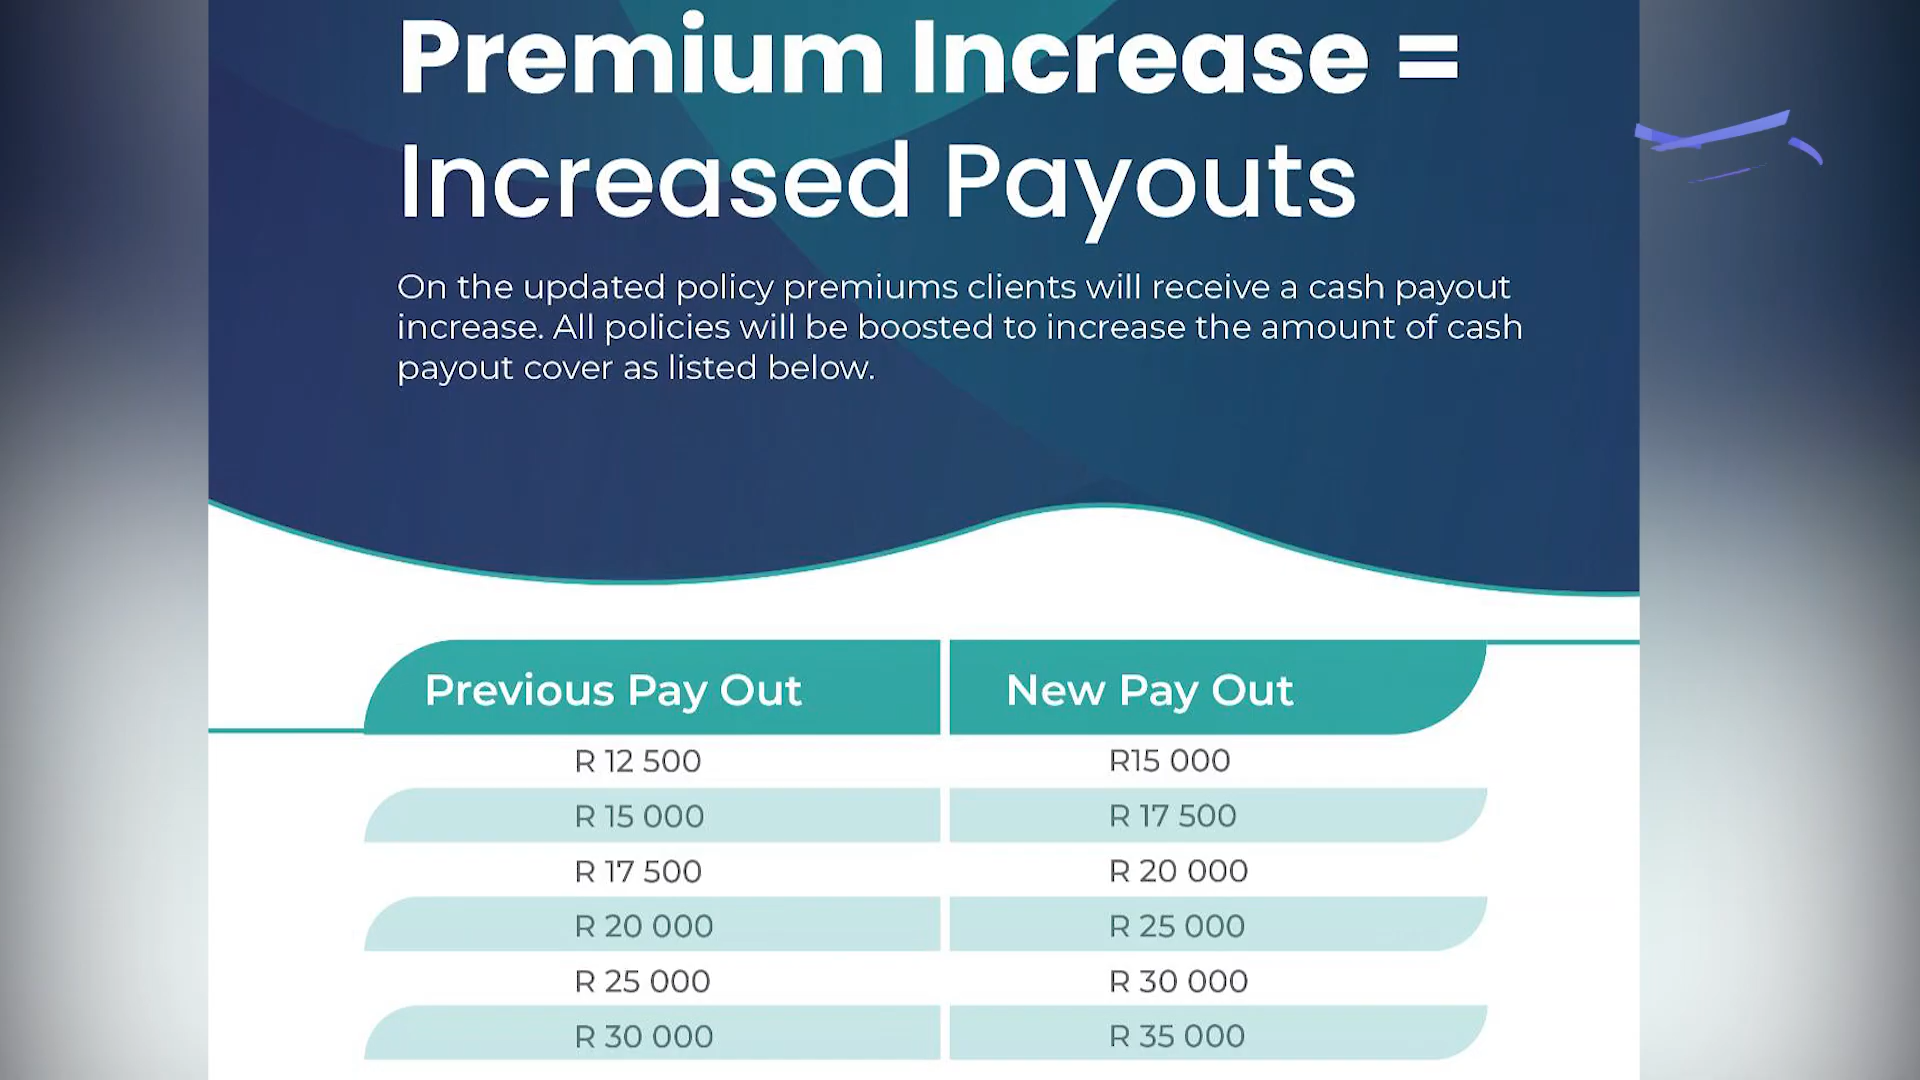 Premium Increase =
Increased Payouts
On the updated policy premiums clients will receive a cash payout
increase. All policies will be boosted to increase the amount of cash
payout cover as listed below.
Previous Pay Out New Pay Out
R 12 500 R15 000
R 15 000 R 17 500
R 17 500 R 20 000
R 20 000 R 25 000
R 25 000 R 30 000
R 30 000 R 35 000